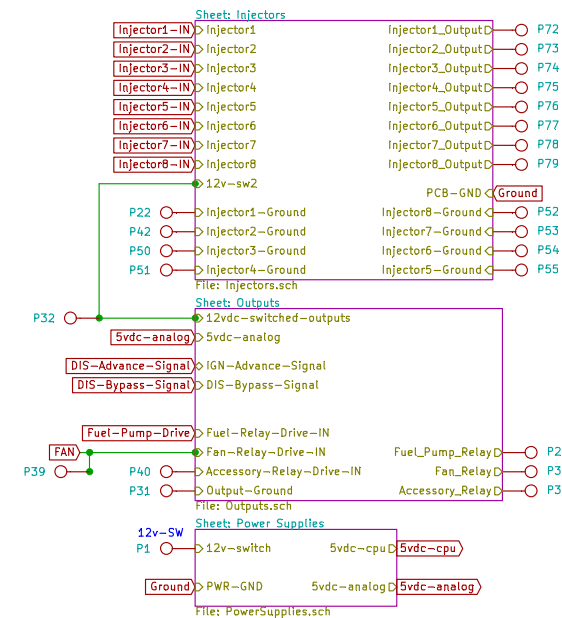 Sheet: Injectors
Injector1-IN Injector1 Injector1_Output P72
Injector2-IN Injector2 Injector2_Output P73
Injector3-IN Injector3 Injector3_Output P74
Injector4-IN Injector4 Injector4_Output P75
Injector5-IN Injector5 Injector5_Output P76
Injector6-IN Injector6 Injector6_Output P77
Injector7-IN Injector7 Injector7_Output P78
Injector8-IN Injector8 Injector8_Output P79
12v-sw2
PCB-GND Ground
P22 Injector1-Ground Injector8-Ground P52
P42 Injector2-Ground Injector7-Ground P53
P50 Injector3-Ground Injector6-Ground P54
P51 Injector4-Ground Injector5-Ground P55
File: Injectors.sch
Sheet: Outputs
P32 12vdc-switched-outputs
5vdc-analog 5vdc-analog
DIS-Advance-Signal IGN-Advance-Signal
DIS-Bypass-Signal DIS-Bypass-Signal
Fuel-Pump-Drive Fuel-Relay-Drive-IN
FAN Fan-Relay-Drive-IN Fuel_Pump_Relay P2
P39 P40 Accessory-Relay-Drive-IN Fan_Relay P3
P31 Output-Ground Accessory_Relay P3
File: Outputs.sch
Sheet: Power Supplies
12v-SW
P1 12v-switch 5vdc-cpu 5vdc-cpu
Ground PWR-GND 5vdc-analog 5vdc-analog
File: PowerSupplies.sch